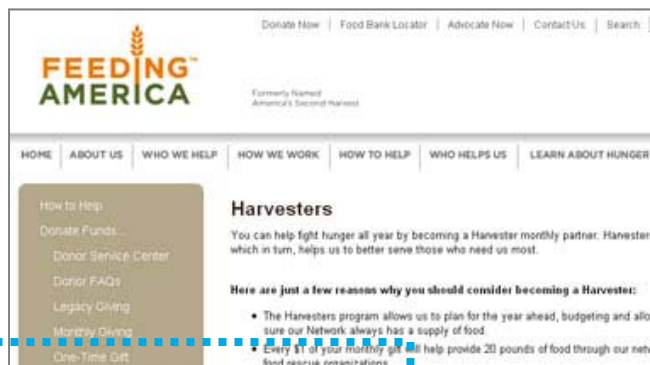 Donate Now | Food Bank Locator | Advocate Now | Contact Us | Search:
FEEDING™
AMERICA
Formerly Named
America's Second Harvest
HOME | ABOUT US | WHO WE HELP | HOW WE WORK | HOW TO HELP | WHO HELPS US | LEARN ABOUT HUNGER
How to Help
Donate Funds...
Donor Service Center
Donor FAQs
Legacy Giving
Monthly Giving
One-Time Gift
Harvesters
You can help fight hunger all year by becoming a Harvester monthly partner. Harvester
which in turn, helps us to better serve those who need us most.
Here are just a few reasons why you should consider becoming a Harvester:
• The Harvesters program allows us to plan for the year ahead, budgeting and allo
sure our Network always has a supply of food
• Every $1 of your monthly gift will help provide 20 pounds of food through our netw
food rescue organizations